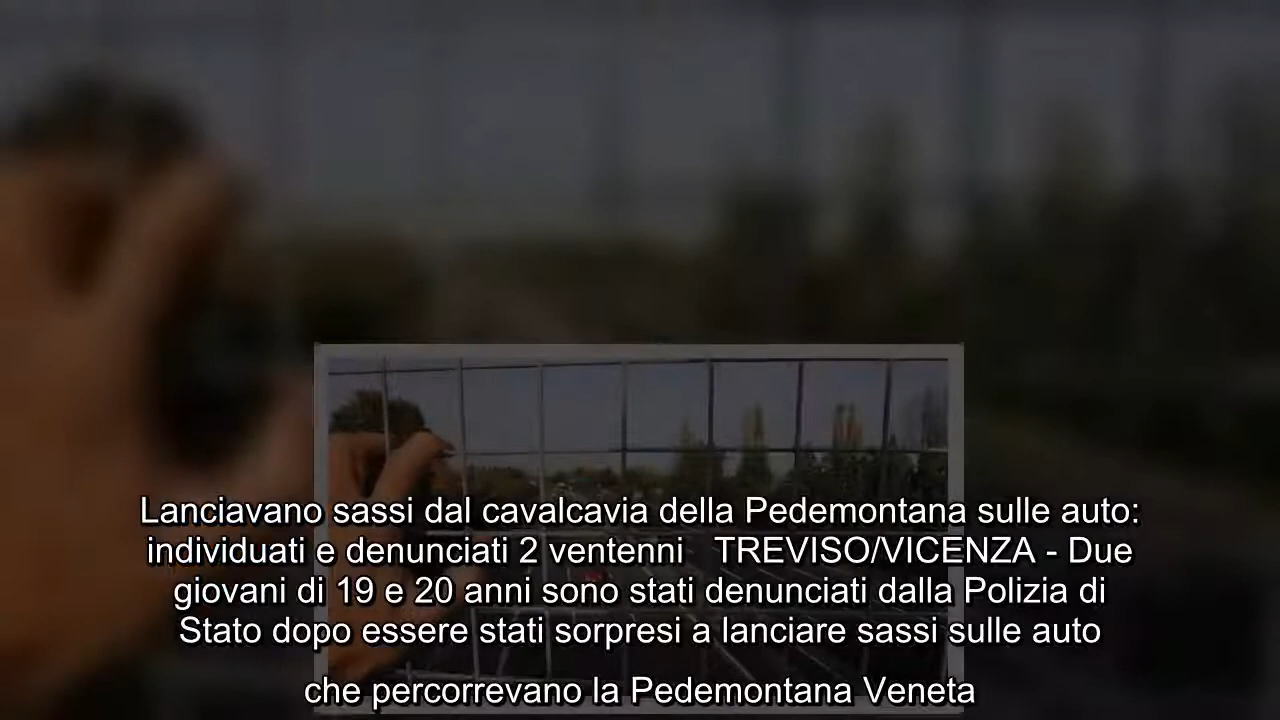 Lanciavano sassi dal cavalcavia della Pedemontana sulle auto:
individuati e denunciati 2 ventenni   TREVISO/VICENZA - Due
giovani di 19 e 20 anni sono stati denunciati dalla Polizia di
Stato dopo essere stati sorpresi a lanciare sassi sulle auto
che percorrevano la Pedemontana Veneta